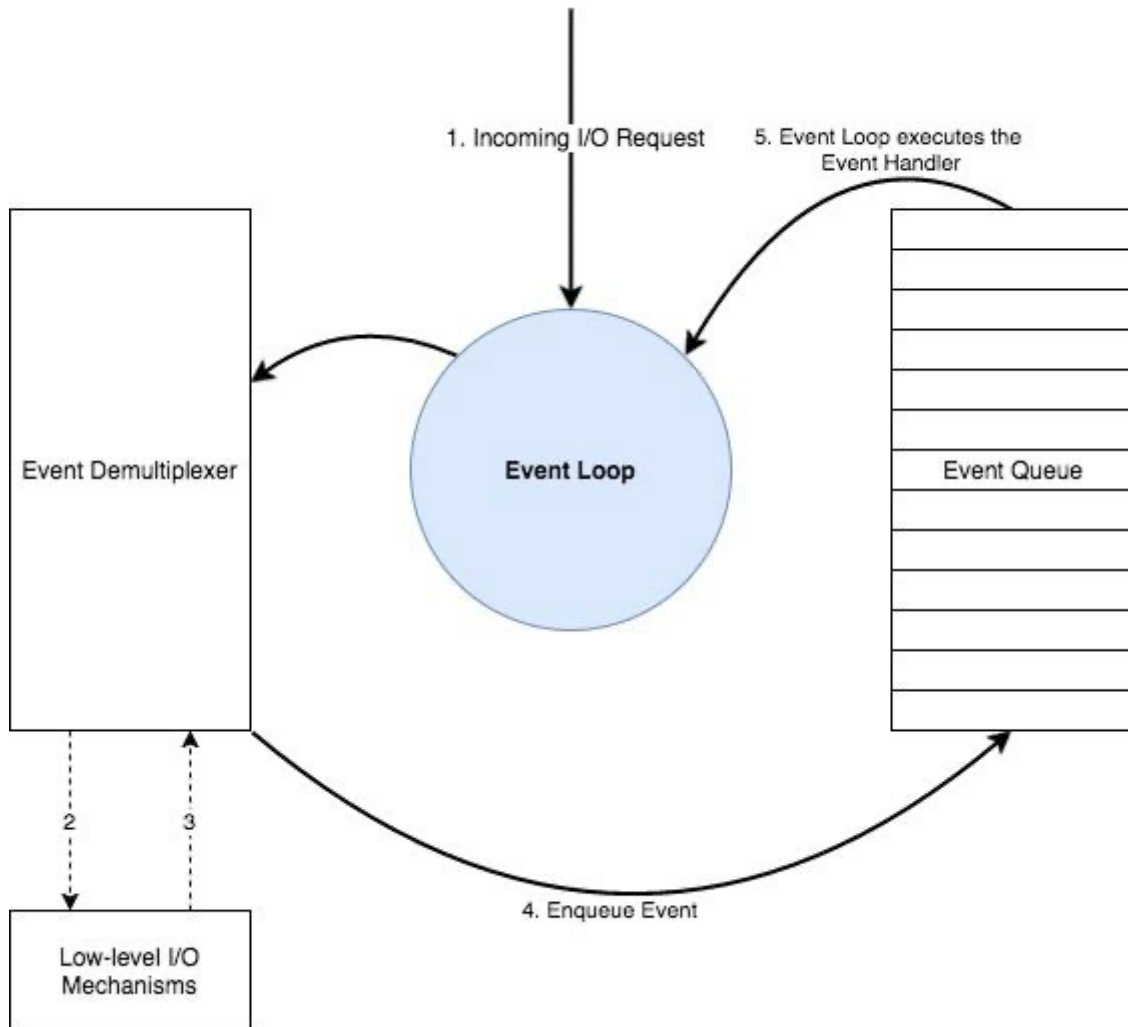 1. Incoming I/O Request
5. Event Loop executes the
Event Handler
Event Demultiplexer
Event Loop
Event Queue
2
3
4. Enqueue Event
Low-level I/O
Mechanisms